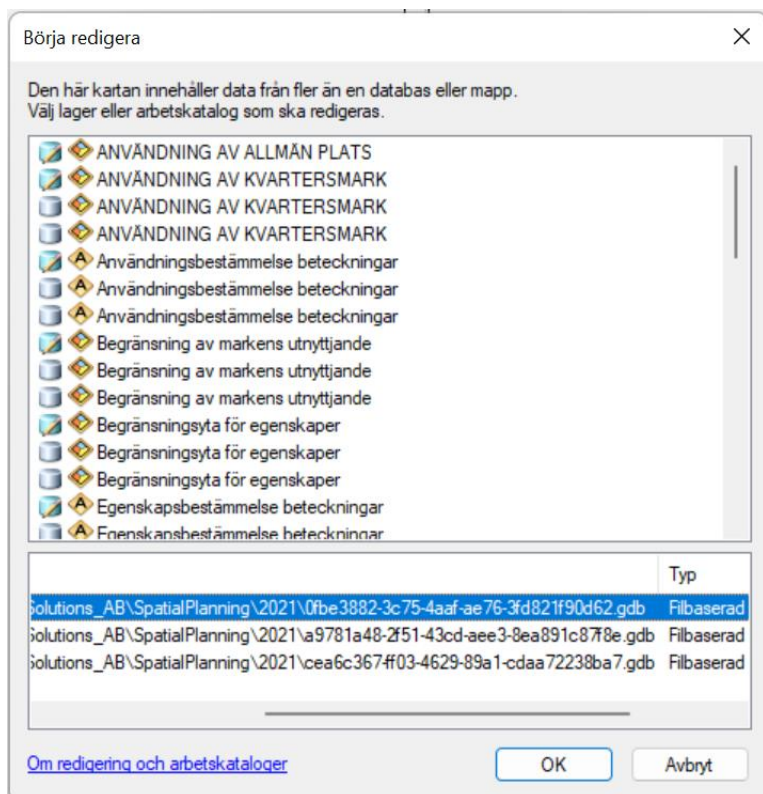 Börja redigera
Den här kartan innehåller data från fler än en databas eller mapp.
Välj lager eller arbetskatalog som ska redigeras.
ANVÄNDNING AV ALLMÄN PLATS
ANVÄNDNING AV KVARTERSMARK
ANVÄNDNING AV KVARTERSMARK
ANVÄNDNING AV KVARTERSMARK
A Användningsbestämmelse beteckningar
A Användningsbestämmelse beteckningar
A Användningsbestämmelse beteckningar
Begränsning av markens utnyttjande
Begränsning av markens utnyttjande
Begränsning av markens utnyttjande
Begränsningsyta för egenskaper
Begränsningsyta för egenskaper
Begränsningsyta för egenskaper
A Egenskapsbestämmelse beteckningar
A Egenskapsbestämmelse beteckningar
Typ
Solutions_AB\SpatialPlanning\2021\0fbe3882-3c75-4aaf-ae76-3fd821f90d62.gdb Filbaserad
Solutions_AB\SpatialPlanning\2021\a9781a48-2f51-43cd-aee3-8ea891c87f8e.gdb Filbaserad
Solutions_AB\SpatialPlanning\2021\cea6c367-ff03-4629-89a1-cdaa72238ba7.gdb Filbaserad
Om redigering och arbetskataloger
OK
Avbryt